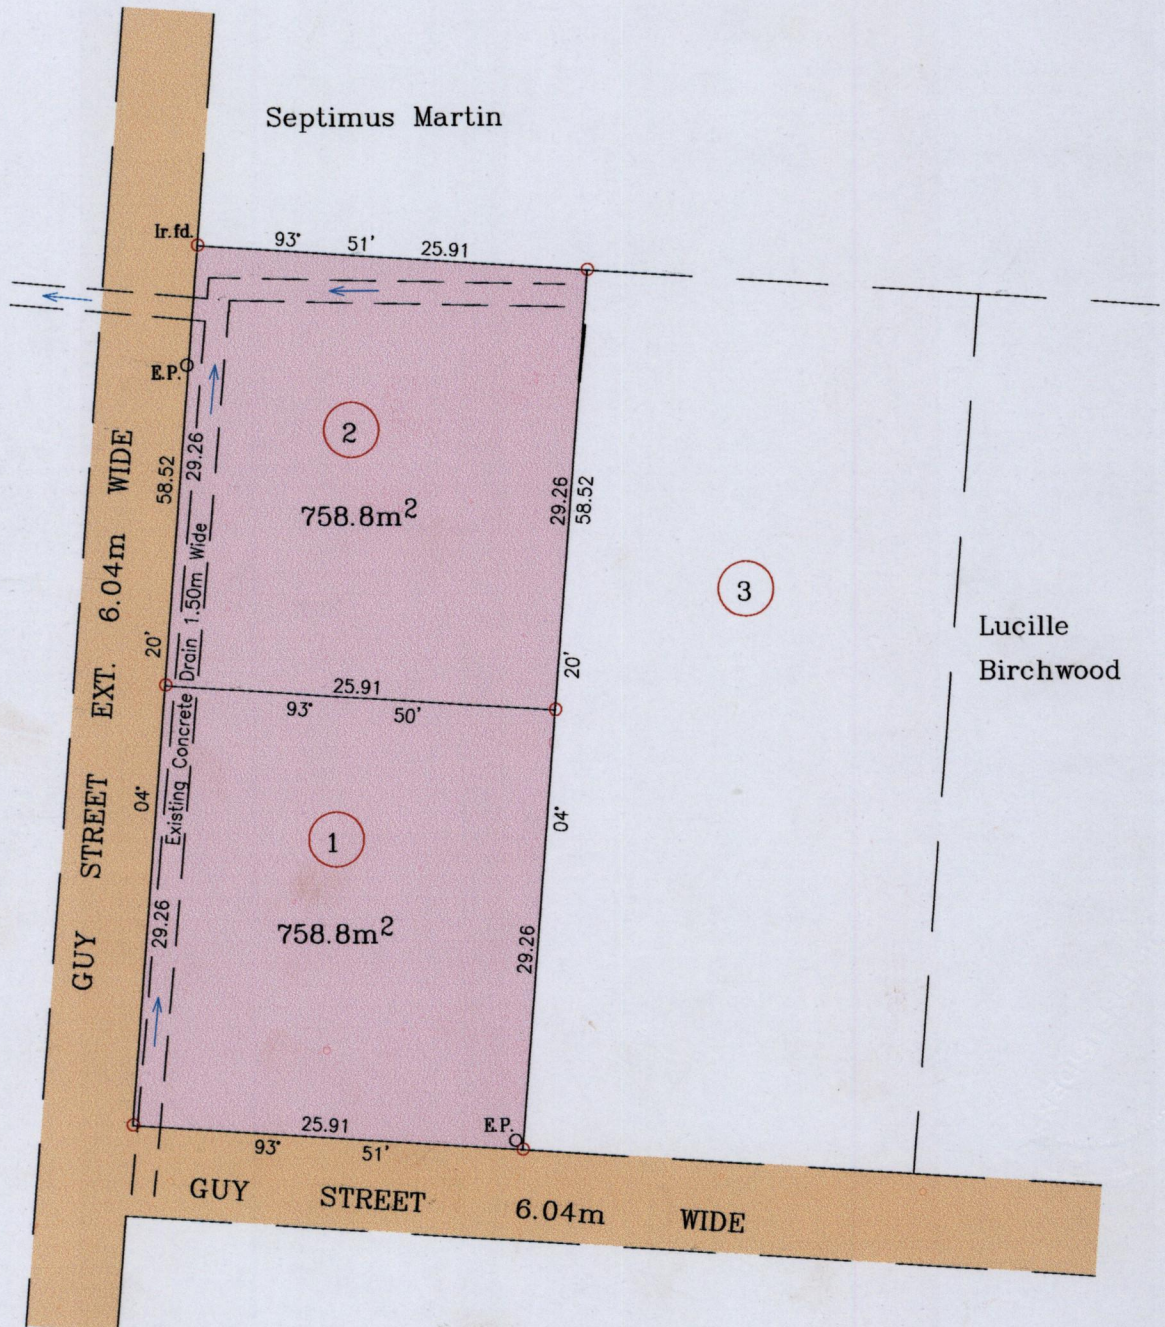 Septimus Martin
Ir.fd.
93° 51' 25.91
E.P.
2
758.8m²
29.26
58.52
29.26
58.52
20'
20'
3
Lucille
Birchwood
25.91
93° 50'
Existing Concrete Drain 1.50m Wide
04°
04°
1
758.8m²
29.26
29.26
GUY STREET EXT. 6.04m WIDE
25.91
93° 51'
E.P.
GUY STREET 6.04m WIDE